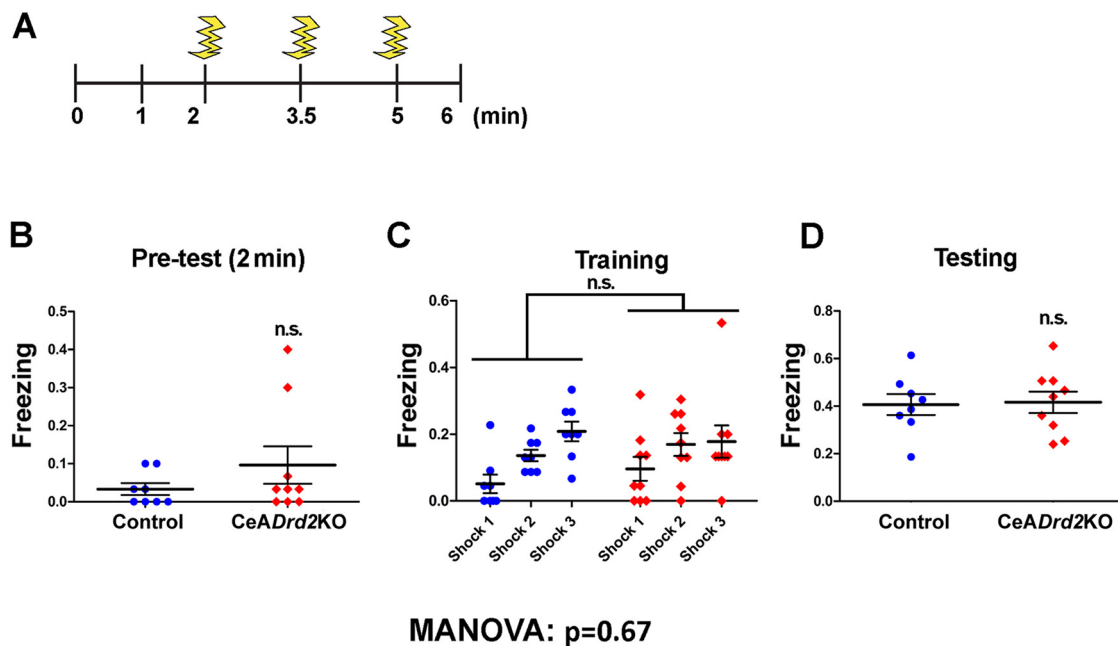 A
0 1 2 3.5 5 6 (min)
B
Pre-test (2 min)
Freezing
0.5
0.4
0.3
0.2
0.1
0.0
n.s.
Control CeADrd2KO
C
Training
n.s.
Freezing
0.6
0.4
0.2
0.0
Shock 1 Shock 2 Shock 3 Shock 1 Shock 2 Shock 3
D
Testing
Freezing
0.8
0.6
0.4
0.2
0.0
n.s.
Control CeADrd2KO
MANOVA: p=0.67